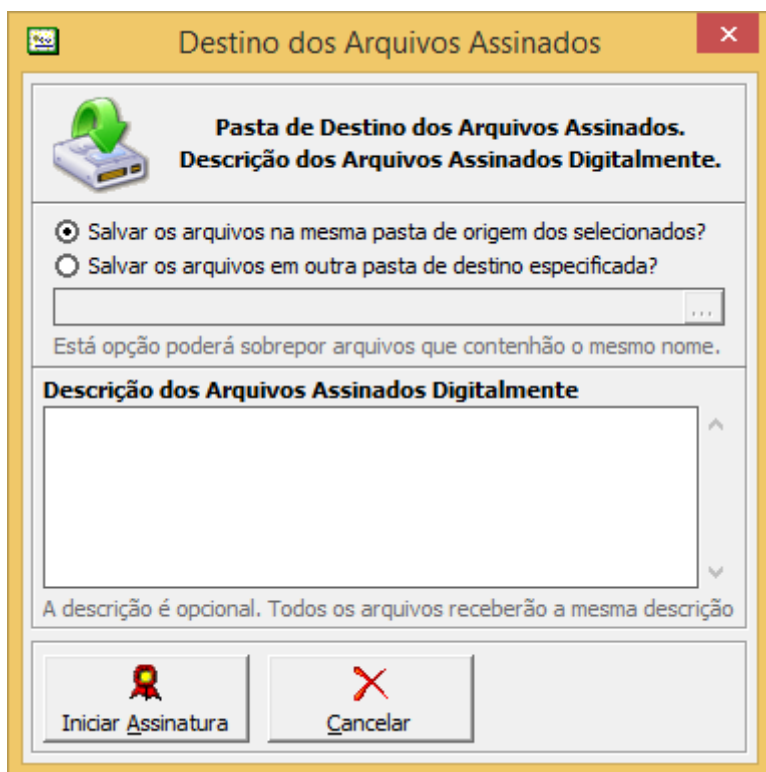 Destino dos Arquivos Assinados
Pasta de Destino dos Arquivos Assinados.
Descrição dos Arquivos Assinados Digitalmente.
Salvar os arquivos na mesma pasta de origem dos selecionados?
Salvar os arquivos em outra pasta de destino especificada?
...
Está opção poderá sobrepor arquivos que contenhão o mesmo nome.
Descrição dos Arquivos Assinados Digitalmente
A descrição é opcional. Todos os arquivos receberão a mesma descrição
Iniciar Assinatura
Cancelar